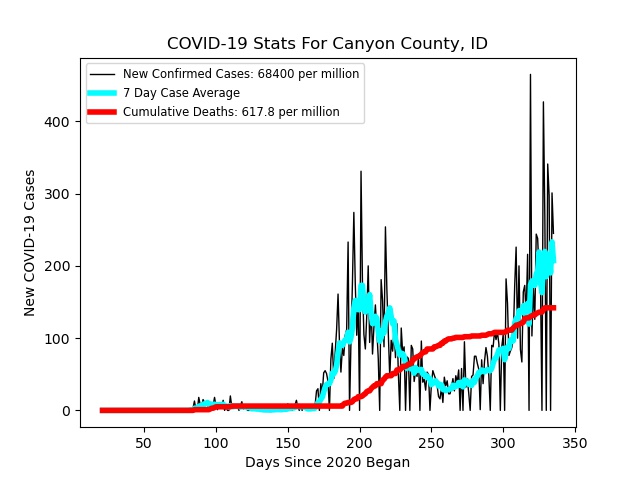 COVID-19 Stats For Canyon County, ID
New Confirmed Cases: 68400 per million
7 Day Case Average
Cumulative Deaths: 617.8 per million
New COVID-19 Cases
400
300
200
100
0
50
100
150
200
250
300
350
Days Since 2020 Began